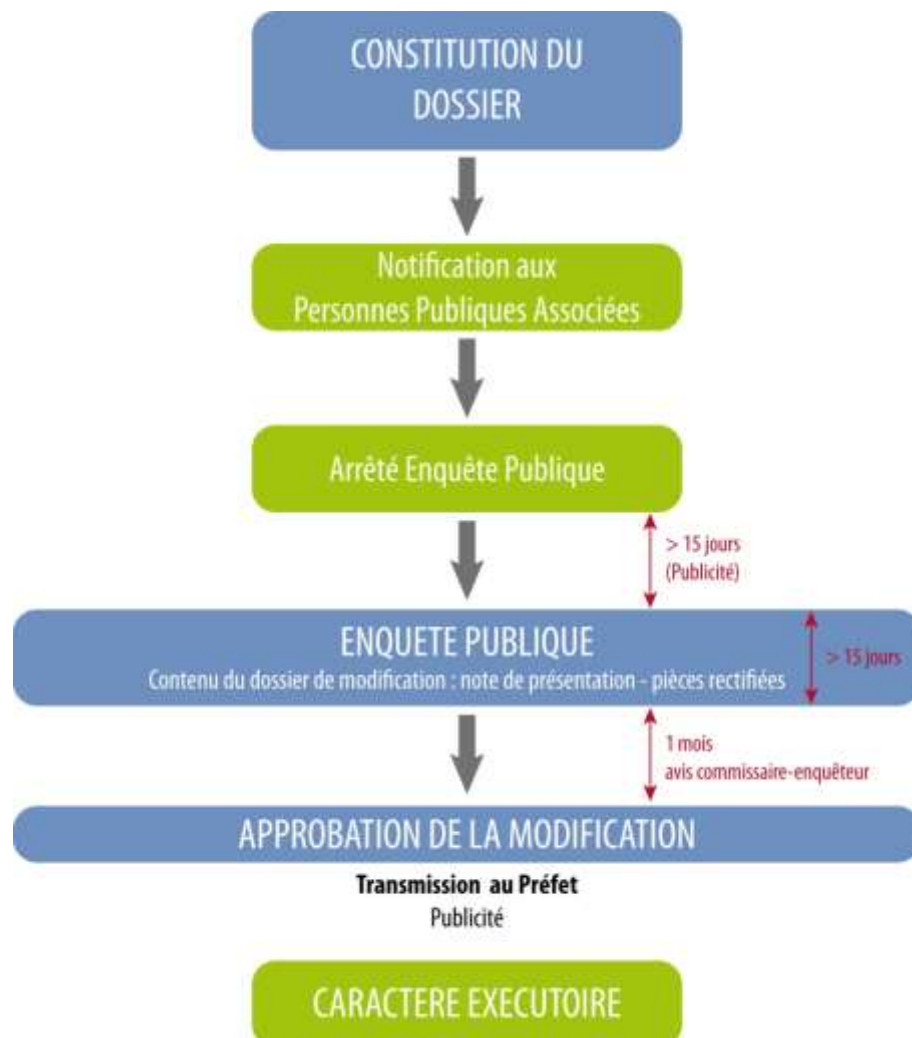 CONSTITUTION DU
DOSSIER
Notification aux
Personnes Publiques Associées
Arrêté Enquête Publique
> 15 jours
(Publicité)
ENQUETE PUBLIQUE
Contenu du dossier de modification : note de présentation - pièces rectifiées
> 15 jours
1 mois
avis commissaire-enquêteur
APPROBATION DE LA MODIFICATION
Transmission au Préfet
Publicité
CARACTERE EXECUTOIRE